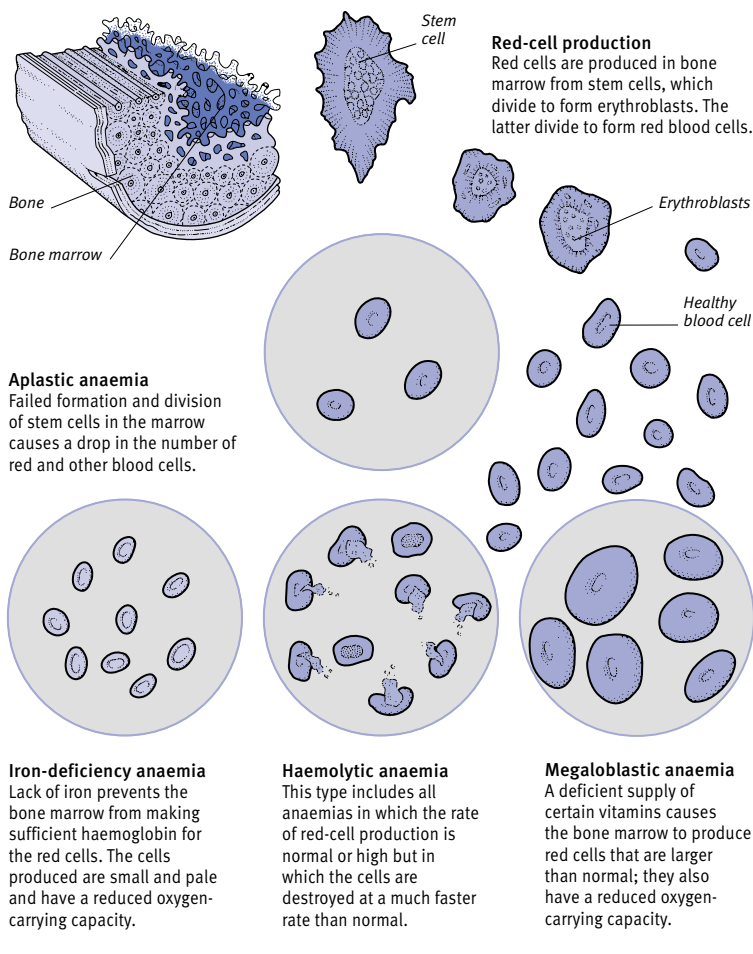 Stem
cell
Red-cell production
Red cells are produced in bone
marrow from stem cells, which
divide to form erythroblasts. The
latter divide to form red blood cells.
Bone
Bone marrow
Erythroblasts
Healthy
blood cell
Aplastic anaemia
Failed formation and division
of stem cells in the marrow
causes a drop in the number of
red and other blood cells.
Iron-deficiency anaemia
Lack of iron prevents the
bone marrow from making
sufficient haemoglobin for
the red cells. The cells
produced are small and pale
and have a reduced oxygen-
carrying capacity.
Haemolytic anaemia
This type includes all
anaemias in which the rate
of red-cell production is
normal or high but in
which the cells are
destroyed at a much faster
rate than normal.
Megaloblastic anaemia
A deficient supply of
certain vitamins causes
the bone marrow to produce
red cells that are larger
than normal; they also
have a reduced oxygen-
carrying capacity.